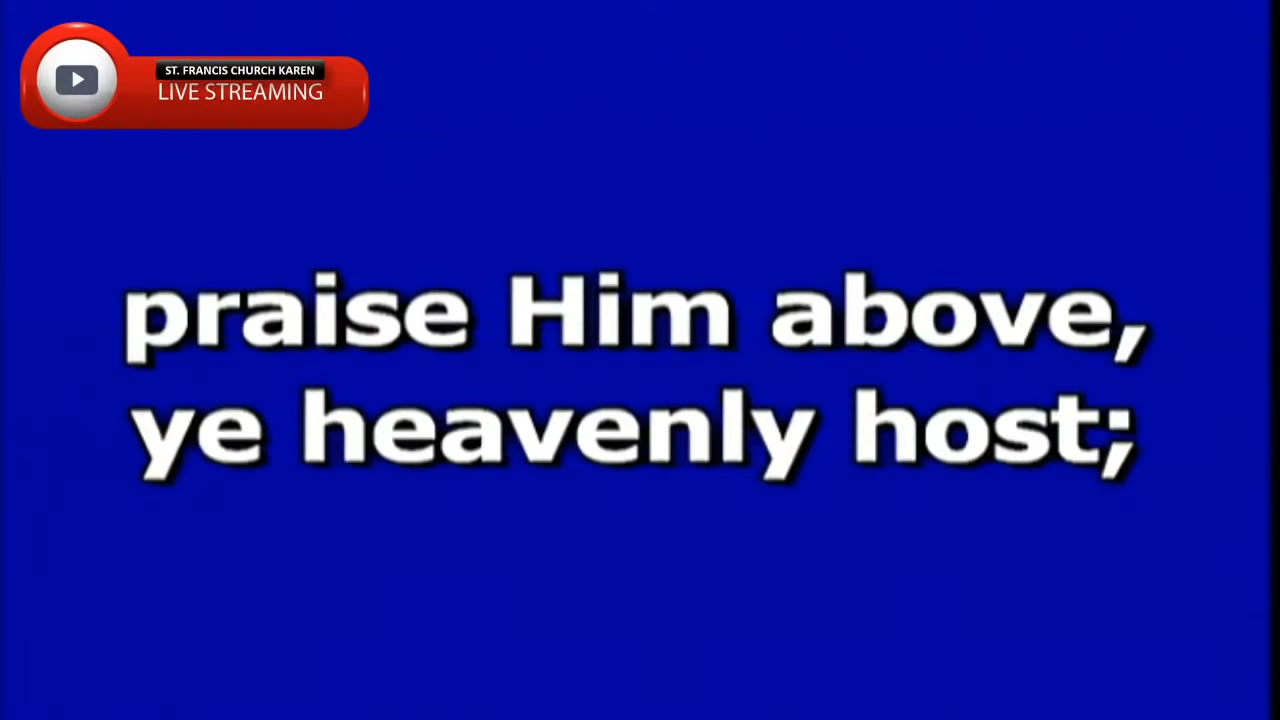 ST. FRANCIS CHURCH KAREN
LIVE STREAMING
praise Him above,
ye heavenly host;